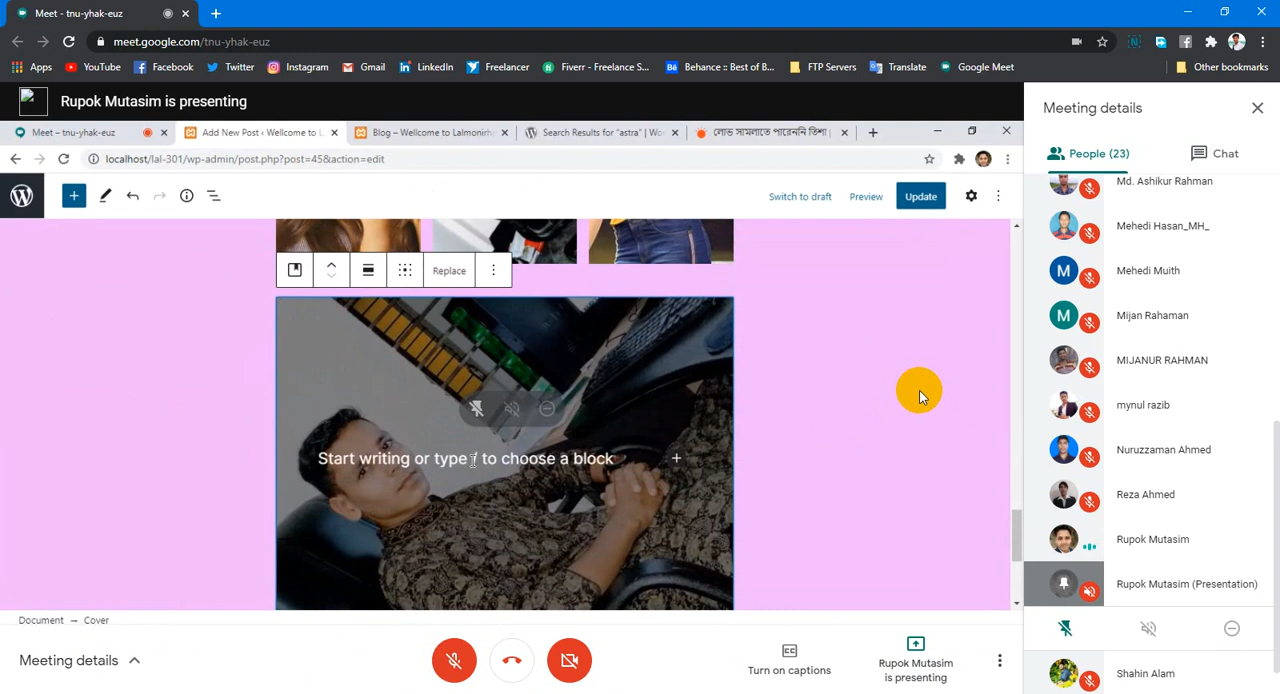 Meet - tnu-yhak-euz
meet.google.com/tnu-yhak-euz
Apps YouTube Facebook Twitter Instagram Gmail LinkedIn Freelancer Fiverr - Freelance S... Behance :: Best of B... FTP Servers Translate Google Meet Other bookmarks
Rupok Mutasim is presenting
Meet – tnu-yhak-euz Add New Post ‹ Wellcome to L Blog – Wellcome to Lalmonirh Search Results for "astra" | Wo লোভ সামলাতে পারেননি তিশা |
localhost/lal-301/wp-admin/post.php?post=45&action=edit
Switch to draft Preview Update
Replace
Start writing or type / to choose a block
Document → Cover
Meeting details
Turn on captions
Rupok Mutasim
is presenting
Meeting details
People (23) Chat
Md. Ashikur Rahman
Mehedi Hasan_MH_
M Mehedi Muith
M Mijan Rahaman
MIJANUR RAHMAN
mynul razib
Nuruzzaman Ahmed
Reza Ahmed
Rupok Mutasim
Rupok Mutasim (Presentation)
Shahin Alam